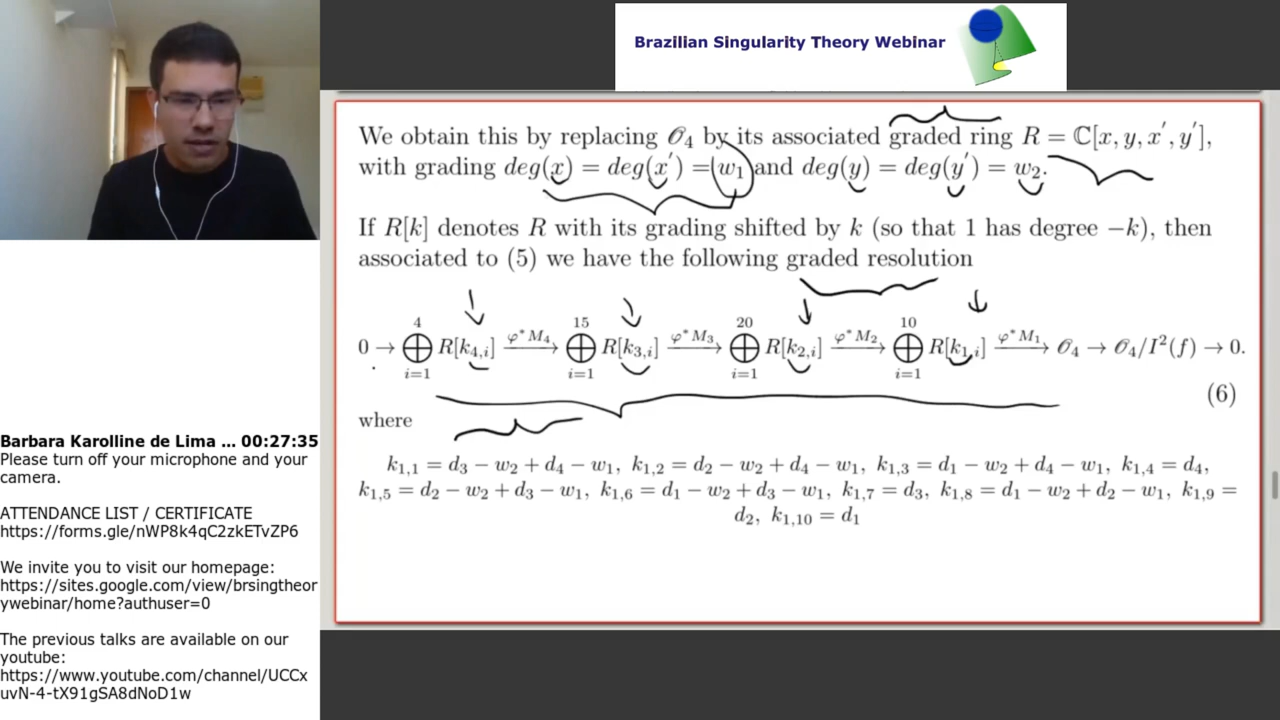 Brazilian Singularity Theory Webinar
We obtain this by replacing 𝒪₄ by its associated graded ring R = ℂ[x, y, x′, y′],
with grading deg(x) = deg(x′) = (w₁) and deg(y) = deg(y′) = w₂.
If R[k] denotes R with its grading shifted by k (so that 1 has degree −k), then
associated to (5) we have the following graded resolution
0 → ⊕_{i=1}^{4} R[k_{4,i}] —φ*M₄→ ⊕_{i=1}^{15} R[k_{3,i}] —φ*M₃→ ⊕_{i=1}^{20} R[k_{2,i}] —φ*M₂→ ⊕_{i=1}^{10} R[k_{1,i}] —φ*M₁→ 𝒪₄ → 𝒪₄/I²(f) → 0.
(6)
where
k_{1,1} = d₃ − w₂ + d₄ − w₁, k_{1,2} = d₂ − w₂ + d₄ − w₁, k_{1,3} = d₁ − w₂ + d₄ − w₁, k_{1,4} = d₄,
k_{1,5} = d₂ − w₂ + d₃ − w₁, k_{1,6} = d₁ − w₂ + d₃ − w₁, k_{1,7} = d₃, k_{1,8} = d₁ − w₂ + d₂ − w₁, k_{1,9} =
d₂, k_{1,10} = d₁
Barbara Karolline de Lima ... 00:27:35
Please turn off your microphone and your
camera.
ATTENDANCE LIST / CERTIFICATE
https://forms.gle/nWP8k4qC2zkETvZP6
We invite you to visit our homepage:
https://sites.google.com/view/brsingtheor
ywebinar/home?authuser=0
The previous talks are available on our
youtube:
https://www.youtube.com/channel/UCCx
uvN-4-tX91gSA8dNoD1w